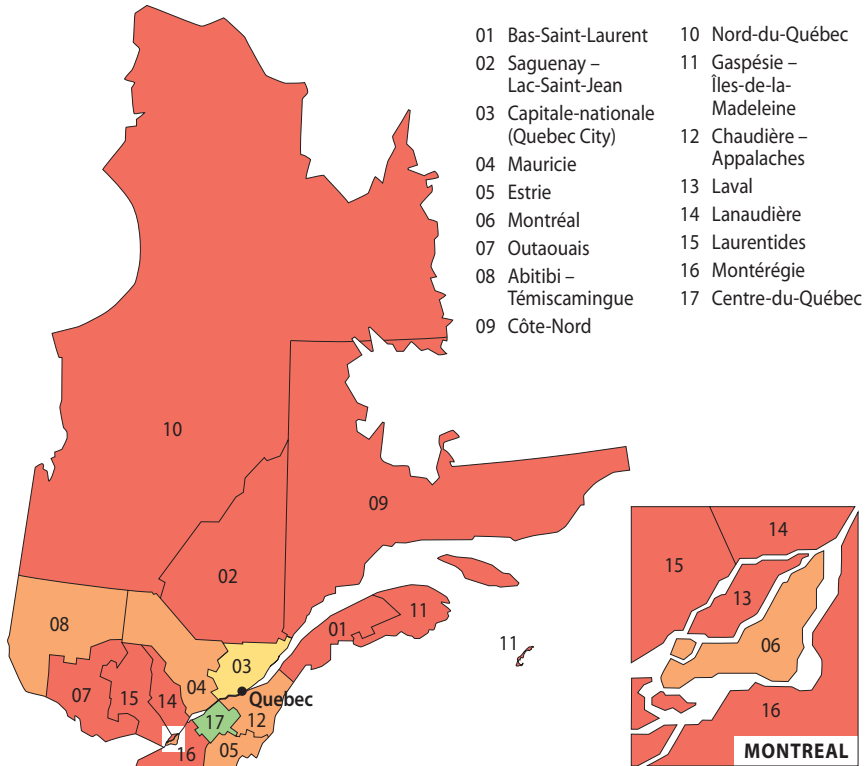 01 Bas-Saint-Laurent
02 Saguenay –
Lac-Saint-Jean
03 Capitale-nationale
(Quebec City)
04 Mauricie
05 Estrie
06 Montréal
07 Outaouais
08 Abitibi –
Témiscamingue
09 Côte-Nord
10 Nord-du-Québec
11 Gaspésie –
Îles-de-la-
Madeleine
12 Chaudière –
Appalaches
13 Laval
14 Lanaudière
15 Laurentides
16 Montérégie
17 Centre-du-Québec
10
09
02
08
01
11
11
03
07
15
14
04
Quebec
17
12
16
05
14
15
13
06
16
MONTREAL